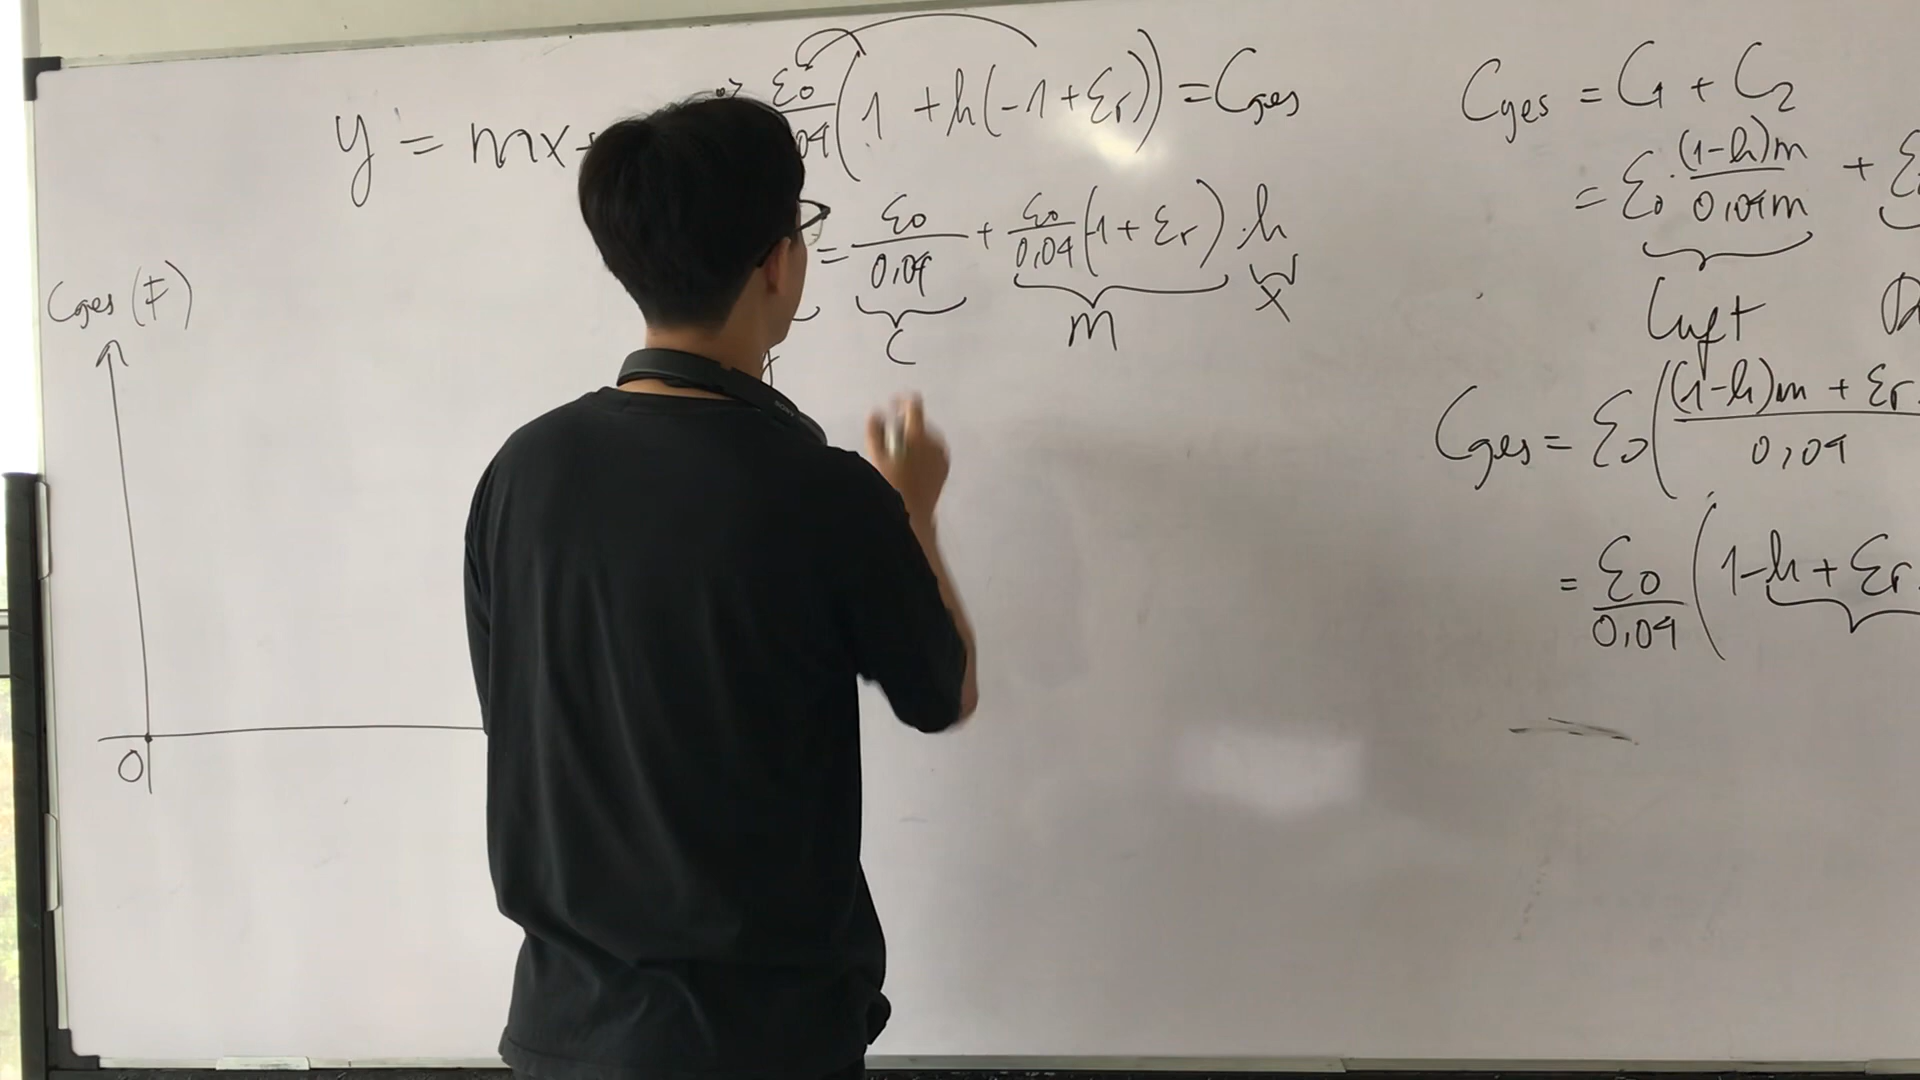 y = mx+
ε0/0,04 (1 + h(-1+εr)) = Cges
= ε0/0,04 + ε0/0,04 (-1+εr) · h
C
m
x
Cges (F)
0
Cges = C1 + C2
= ε0 · (1-h)m/0,04m +
Luft
Cges = ε0 ((1-h)m + εr
0,04
= ε0/0,04 (1-h + εr
SONY